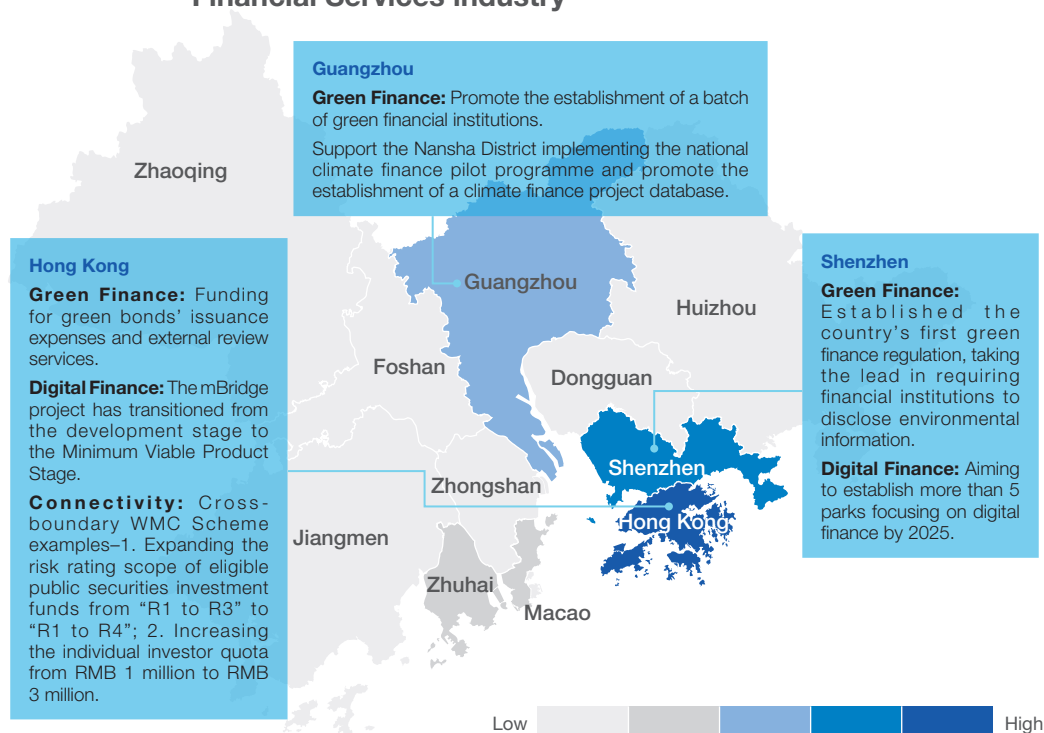 Financial Services Industry
Guangzhou
Green Finance: Promote the establishment of a batch
of green financial institutions.
Support the Nansha District implementing the national
climate finance pilot programme and promote the
establishment of a climate finance project database.
Zhaoqing
Hong Kong
Green Finance: Funding
for green bonds' issuance
expenses and external review
services.
Digital Finance: The mBridge
project has transitioned from
the development stage to
the Minimum Viable Product
Stage.
Connectivity: Cross-
boundary WMC Scheme
examples–1. Expanding the
risk rating scope of eligible
public securities investment
funds from “R1 to R3” to
“R1 to R4”; 2. Increasing
the individual investor quota
from RMB 1 million to RMB
3 million.
Shenzhen
Green Finance:
Established the
country's first green
finance regulation, taking
the lead in requiring
financial institutions to
disclose environmental
information.
Digital Finance: Aiming
to establish more than 5
parks focusing on digital
finance by 2025.
Guangzhou
Huizhou
Foshan
Dongguan
Shenzhen
Zhongshan
Hong Kong
Jiangmen
Zhuhai
Macao
Low
High